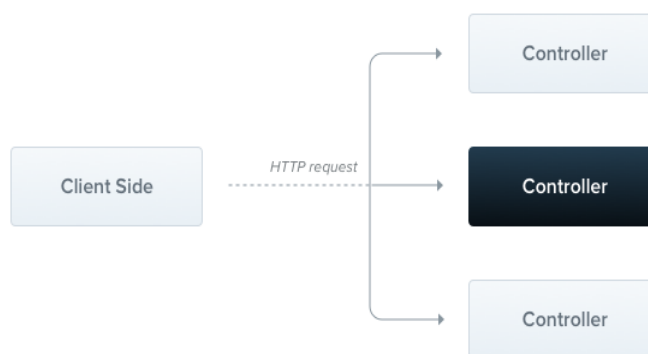 Controller
HTTP request
Client Side
Controller
Controller